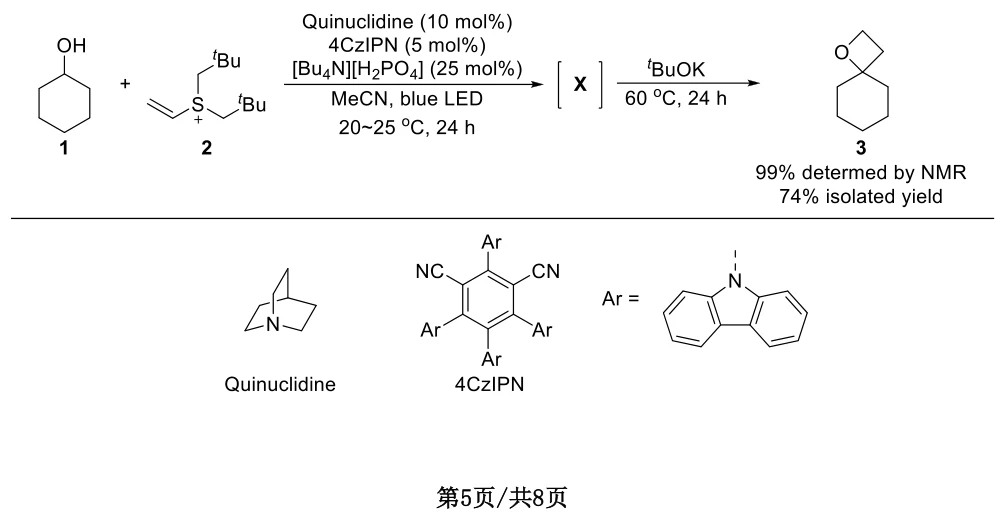 OH
1
+
S
+
tBu
tBu
2
Quinuclidine (10 mol%)
4CzIPN (5 mol%)
[Bu4N][H2PO4] (25 mol%)
MeCN, blue LED
20~25 oC, 24 h
[ X ]
tBuOK
60 oC, 24 h
O
3
99% determed by NMR
74% isolated yield
N
Quinuclidine
Ar
NC
CN
Ar
Ar
Ar
4CzIPN
Ar =
N
第5页/共8页